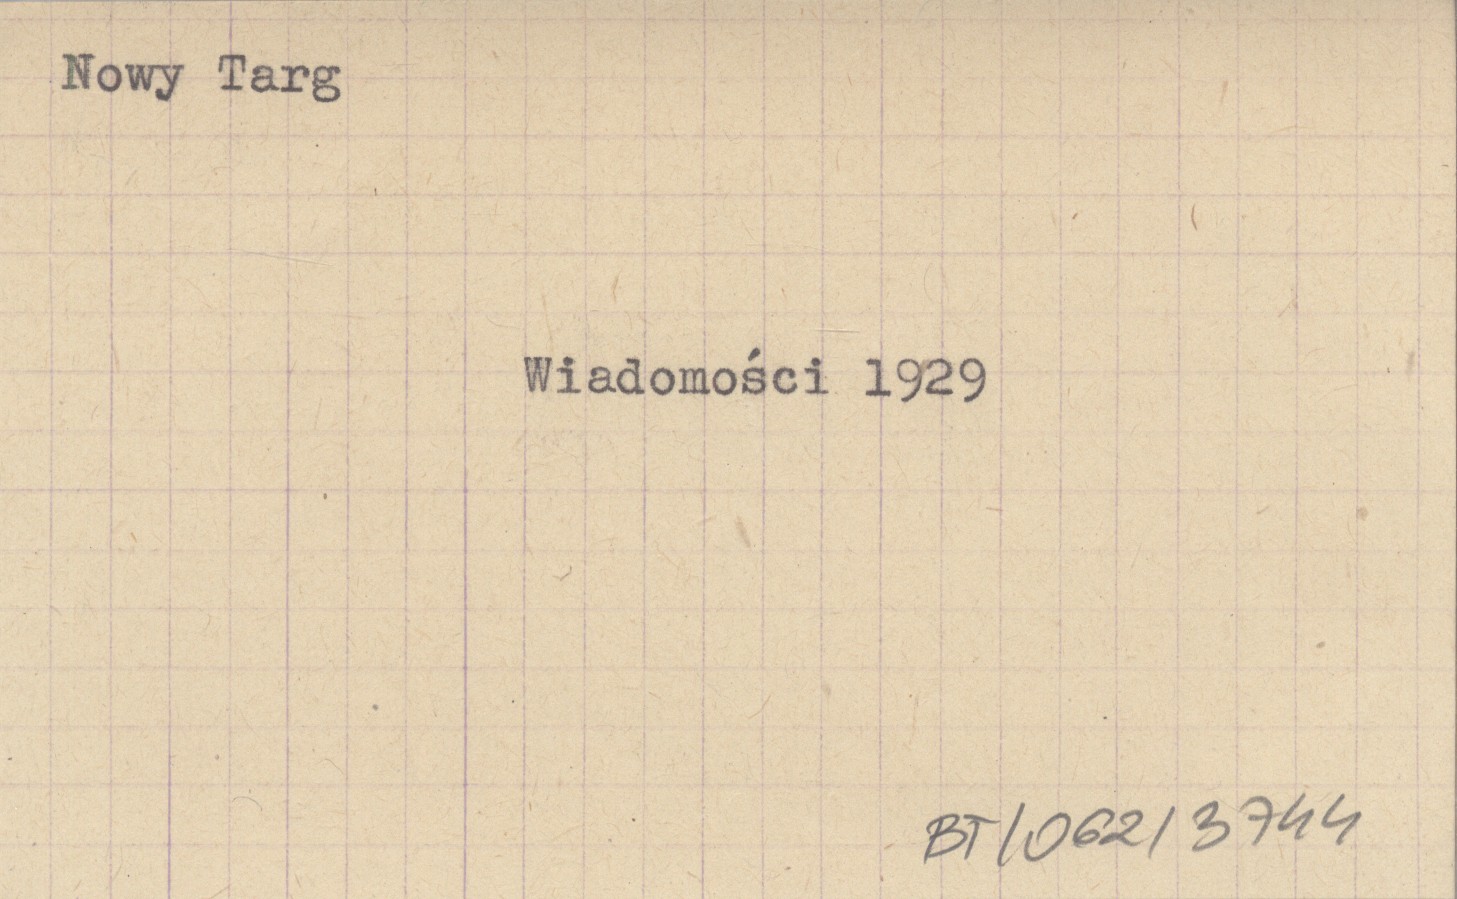 Nowy Targ
Wiadomości 1929
BT/062/3744